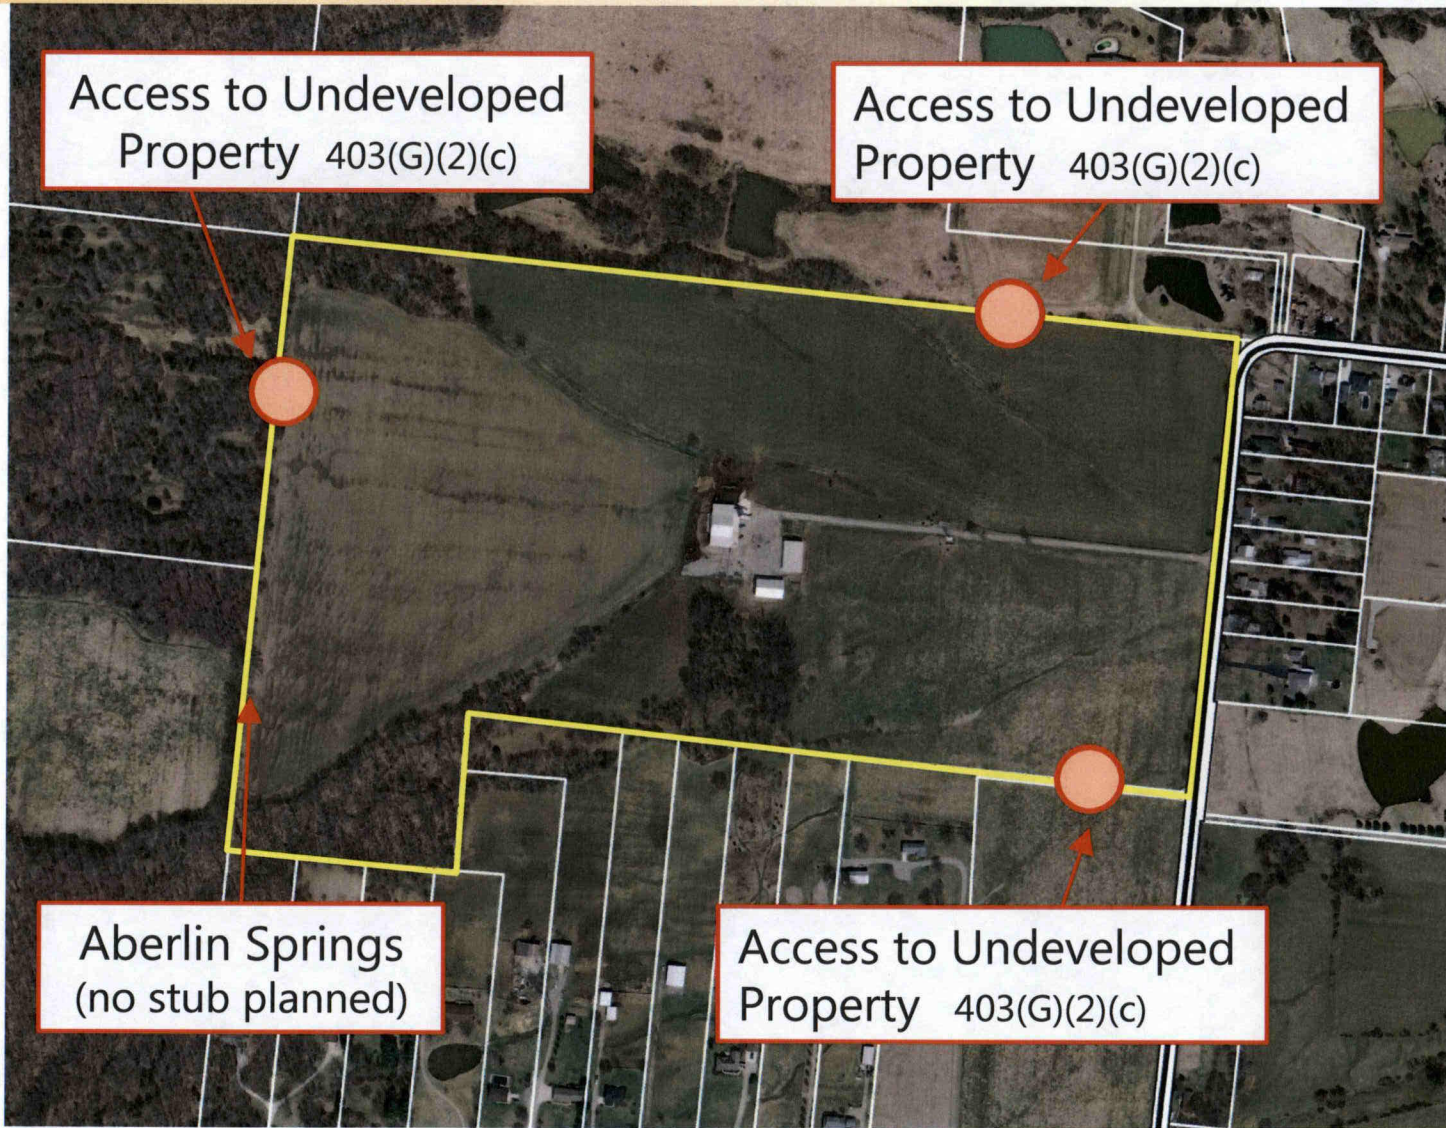 Access to Undeveloped
Property 403(G)(2)(c)
Access to Undeveloped
Property 403(G)(2)(c)
Aberlin Springs
(no stub planned)
Access to Undeveloped
Property 403(G)(2)(c)